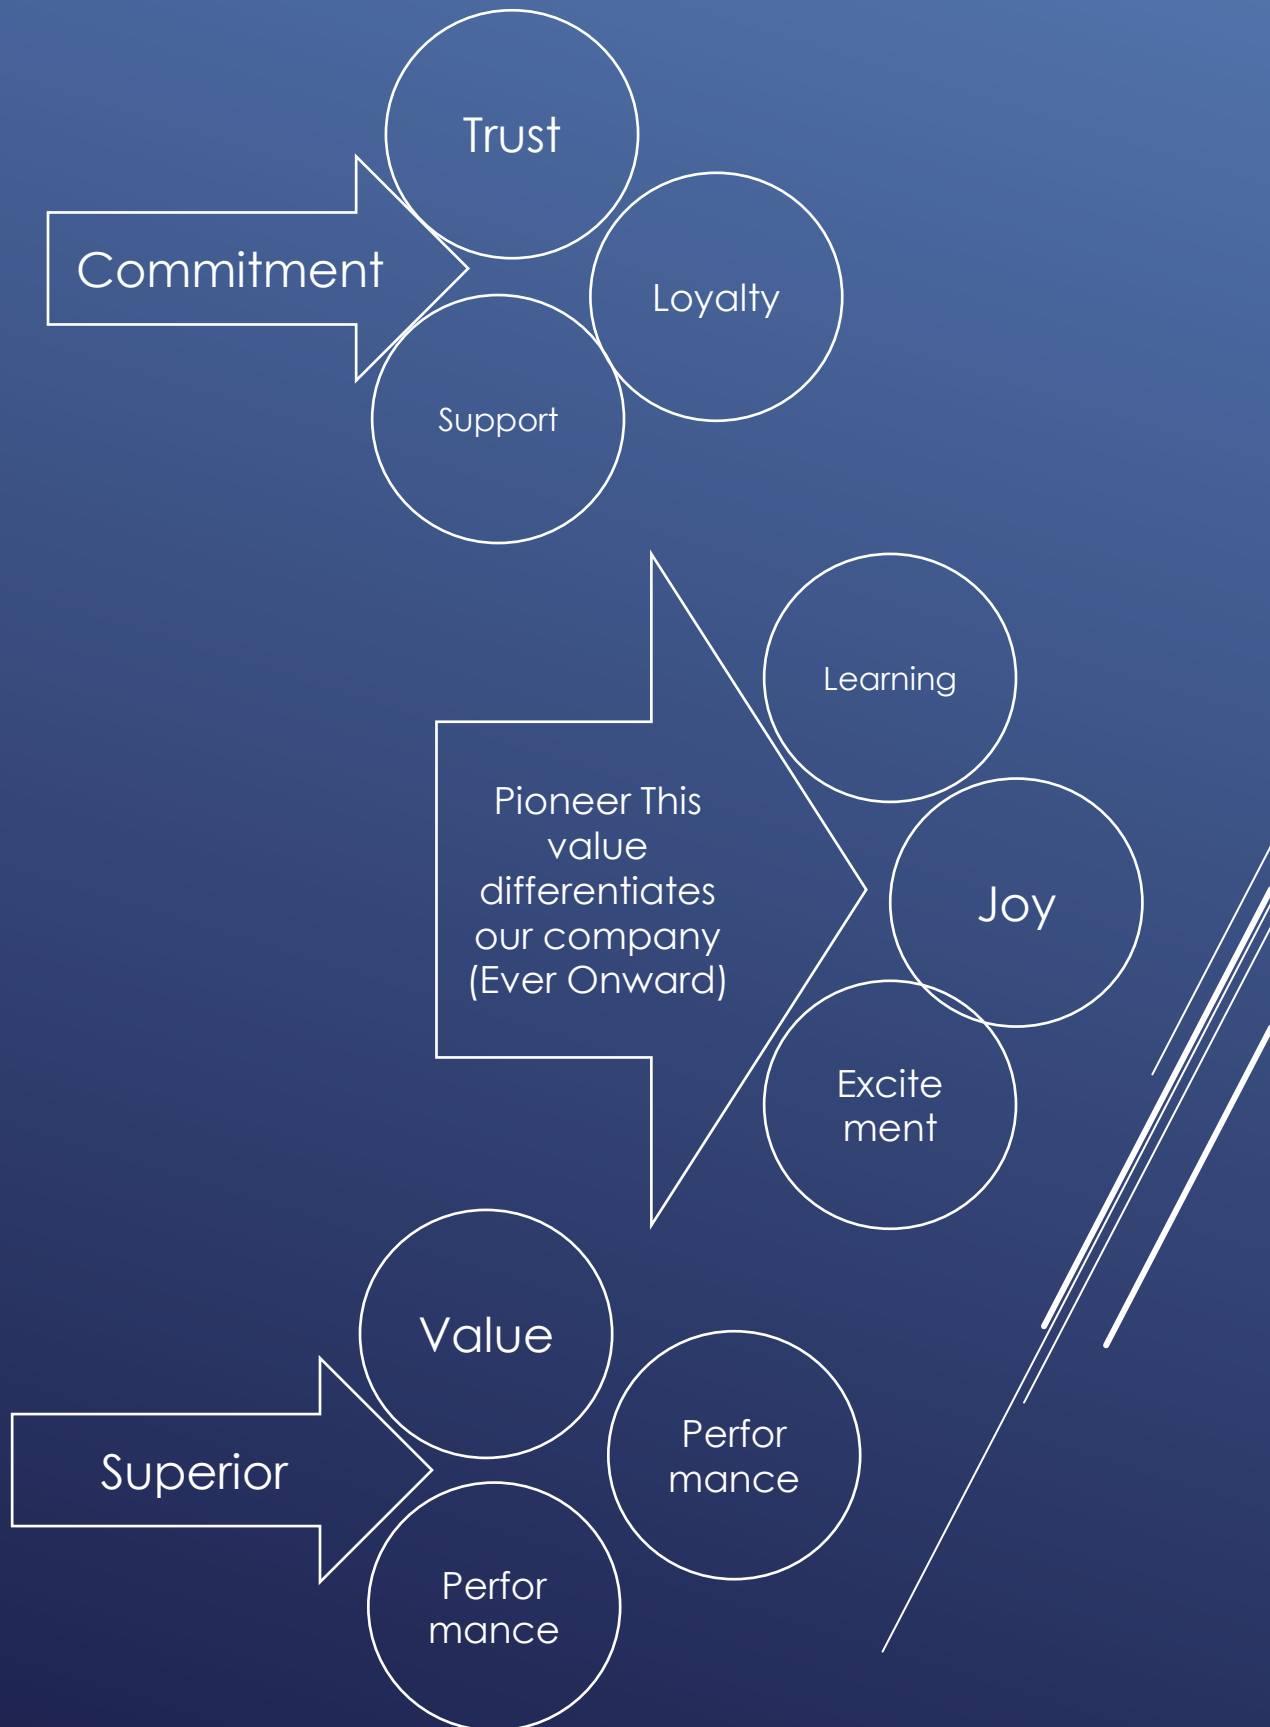 Trust
Commitment
Loyalty
Support
Learning
Pioneer This
value
differentiates
our company
(Ever Onward)
Joy
Excite
ment
Value
Superior
Perfor
mance
Perfor
mance